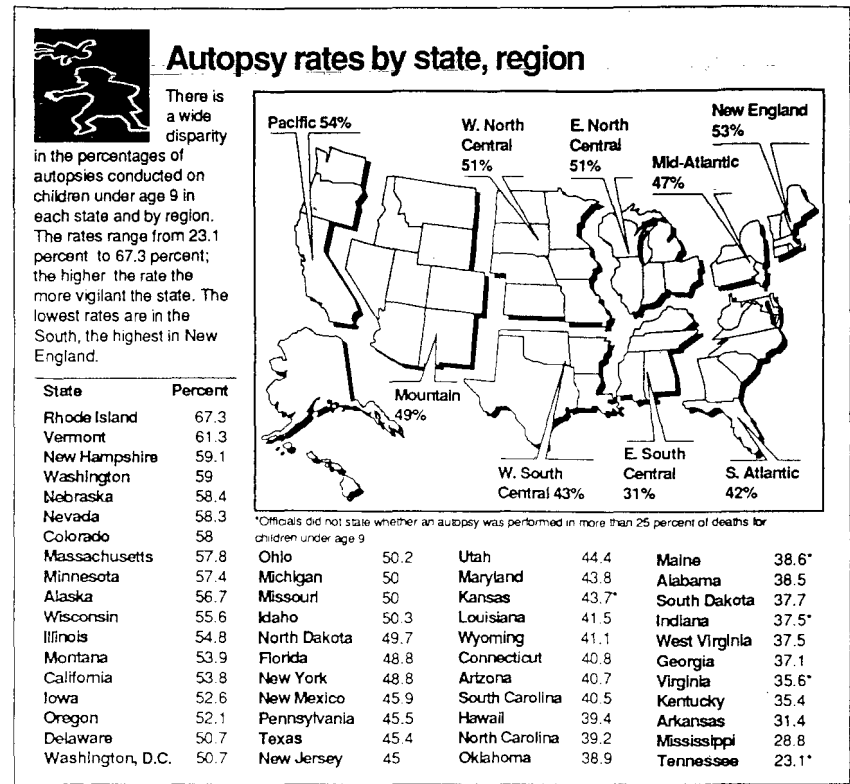 Autopsy rates by state, region
There is
a wide
disparity
in the percentages of
autopsies conducted on
children under age 9 in
each state and by region.
The rates range from 23.1
percent to 67.3 percent;
the higher the rate the
more vigilant the state. The
lowest rates are in the
South, the highest in New
England.
Pacific 54%
W. North
Central
51%
E. North
Central
51%
New England
53%
Mid-Atlantic
47%
Mountain
49%
W. South
Central 43%
E. South
Central
31%
S. Atlantic
42%
*Officials did not state whether an autopsy was performed in more than 25 percent of deaths for
children under age 9
State Percent
Rhode Island 67.3
Vermont 61.3
New Hampshire 59.1
Washington 59
Nebraska 58.4
Nevada 58.3
Colorado 58
Massachusetts 57.8
Minnesota 57.4
Alaska 56.7
Wisconsin 55.6
Illinois 54.8
Montana 53.9
California 53.8
Iowa 52.6
Oregon 52.1
Delaware 50.7
Washington, D.C. 50.7
Ohio 50.2
Michigan 50
Missouri 50
Idaho 50.3
North Dakota 49.7
Florida 48.8
New York 48.8
New Mexico 45.9
Pennsylvania 45.5
Texas 45.4
New Jersey 45
Utah 44.4
Maryland 43.8
Kansas 43.7*
Louisiana 41.5
Wyoming 41.1
Connecticut 40.8
Arizona 40.7
South Carolina 40.5
Hawaii 39.4
North Carolina 39.2
Oklahoma 38.9
Maine 38.6*
Alabama 38.5
South Dakota 37.7
Indiana 37.5*
West Virginia 37.5
Georgia 37.1
Virginia 35.6*
Kentucky 35.4
Arkansas 31.4
Mississippi 28.8
Tennessee 23.1*